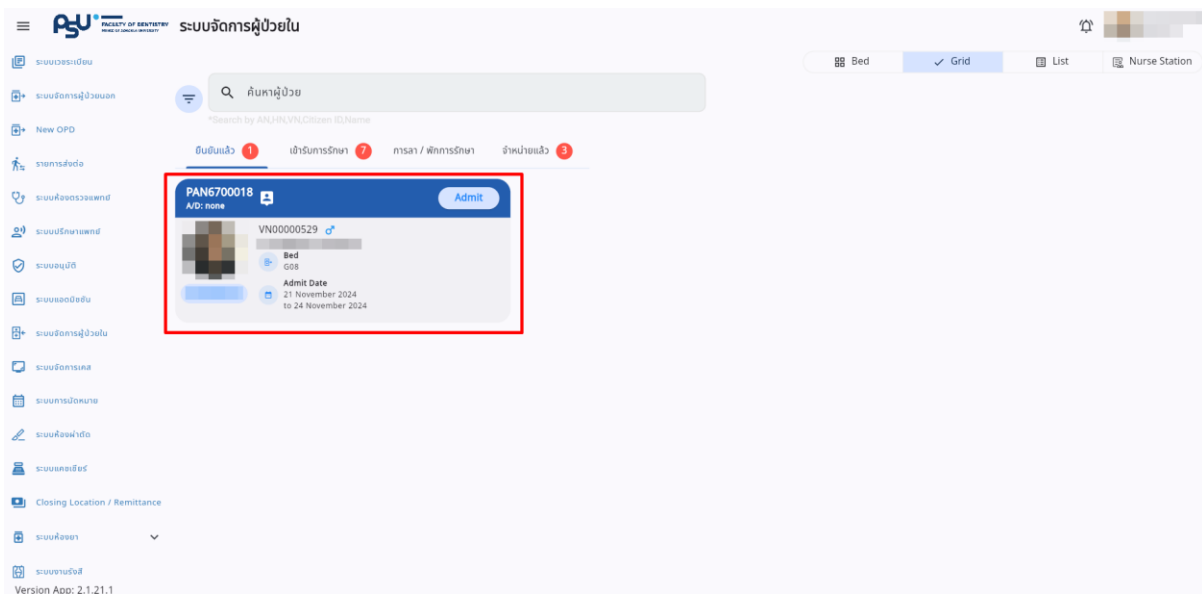 PSU FACULTY OF DENTISTRY
PRINCE OF SONGKLA UNIVERSITY
ระบบจัดการผู้ป่วยใน
ระบบเวชระเบียน
ระบบจัดการผู้ป่วยนอก
New OPD
รายการส่งต่อ
ระบบห้องตรวจแพทย์
ระบบปรึกษาแพทย์
ระบบอนุมัติ
ระบบแอดมิชชัน
ระบบจัดการผู้ป่วยใน
ระบบจัดการเคส
ระบบการนัดหมาย
ระบบห้องผ่าตัด
ระบบแคชเชียร์
Closing Location / Remittance
ระบบห้องยา
ระบบงานรังสี
Version App: 2.1.21.1
Bed
Grid
List
Nurse Station
ค้นหาผู้ป่วย
*Search by AN,HN,VN,Citizen ID,Name
ยืนยันแล้ว 1
เข้ารับการรักษา 7
การลา / พักการรักษา
จำหน่ายแล้ว 3
PAN6700018
A/D: none
Admit
VN00000529
Bed
G08
Admit Date
21 November 2024
to 24 November 2024